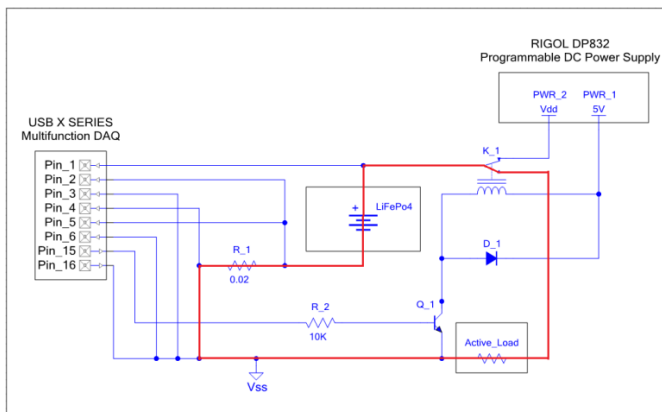 RIGOL DP832
Programmable DC Power Supply
PWR_2
PWR_1
Vdd
5V
USB X SERIES
Multifunction DAQ
K_1
Pin_1
Pin_2
Pin_3
Pin_4
Pin_5
Pin_6
Pin_15
Pin_16
+
LiFePo4
R_1
0.02
D_1
R_2
10K
Q_1
Active_Load
Vss